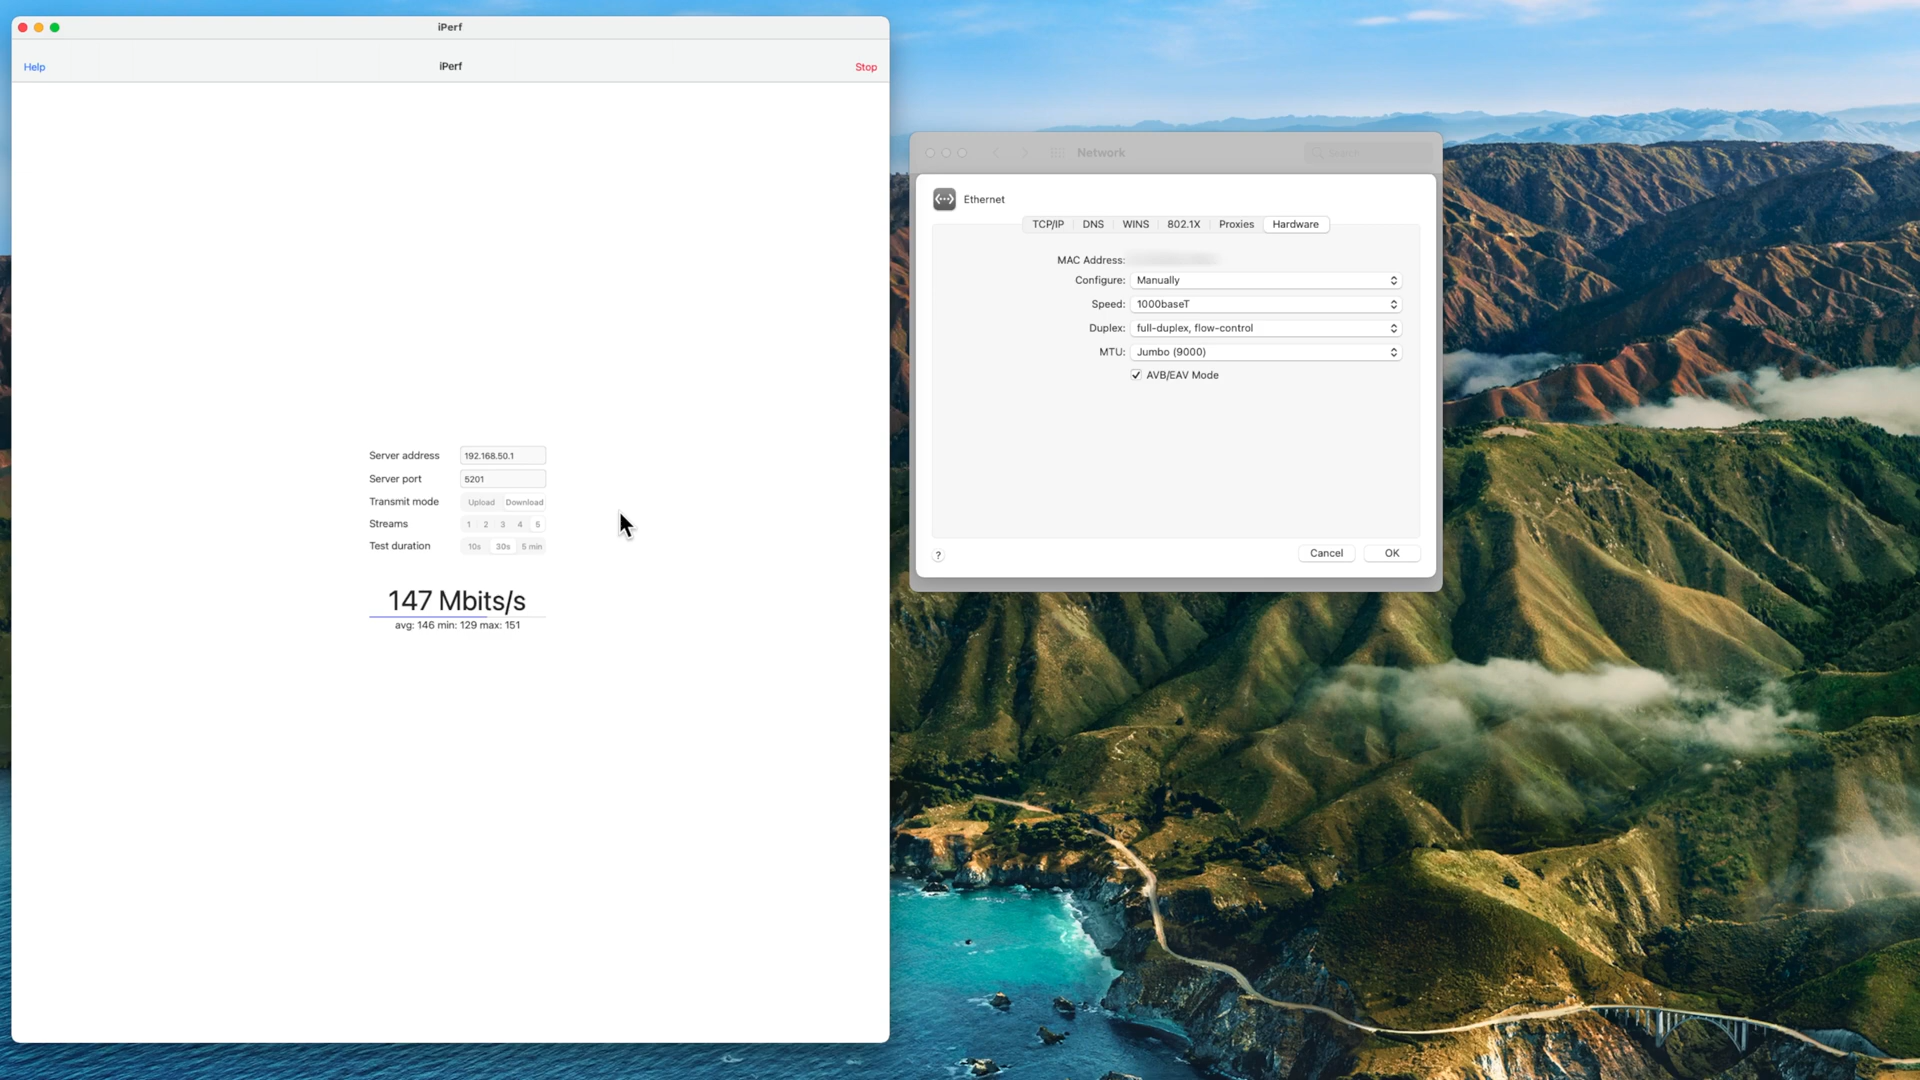 iPerf
Help
iPerf
Stop
Server address 192.168.50.1
Server port 5201
Transmit mode Upload Download
Streams 1 2 3 4 5
Test duration 10s 30s 5 min
147 Mbits/s
avg: 146 min: 129 max: 151
Network
Search
Ethernet
TCP/IP DNS WINS 802.1X Proxies Hardware
MAC Address:
Configure: Manually
Speed: 1000baseT
Duplex: full-duplex, flow-control
MTU: Jumbo (9000)
AVB/EAV Mode
?
Cancel
OK